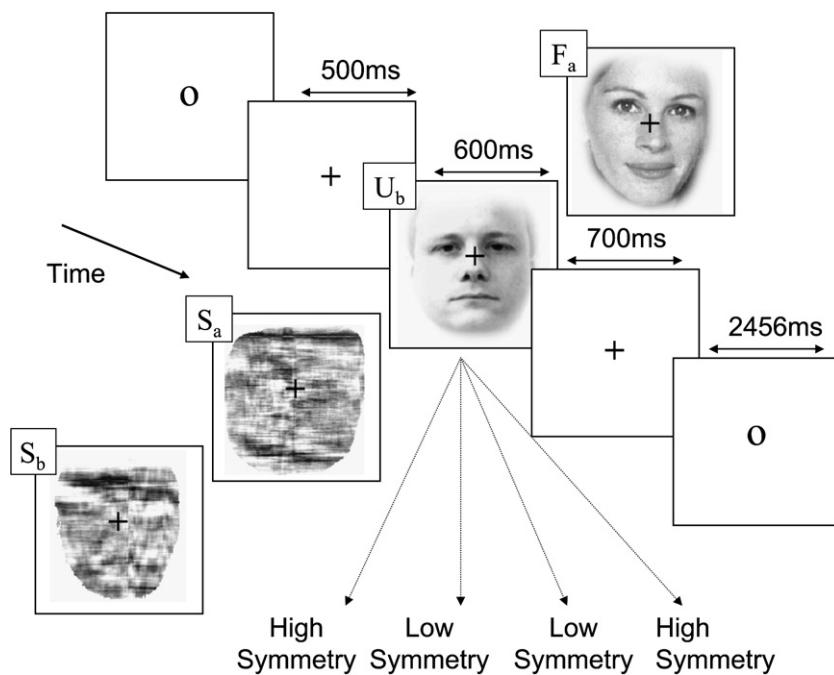 o
500ms
F
a
+
+
600ms
U
b
+
700ms
Time
S
a
+
2456ms
+
o
S
b
+
High Low Low High
Symmetry Symmetry Symmetry Symmetry